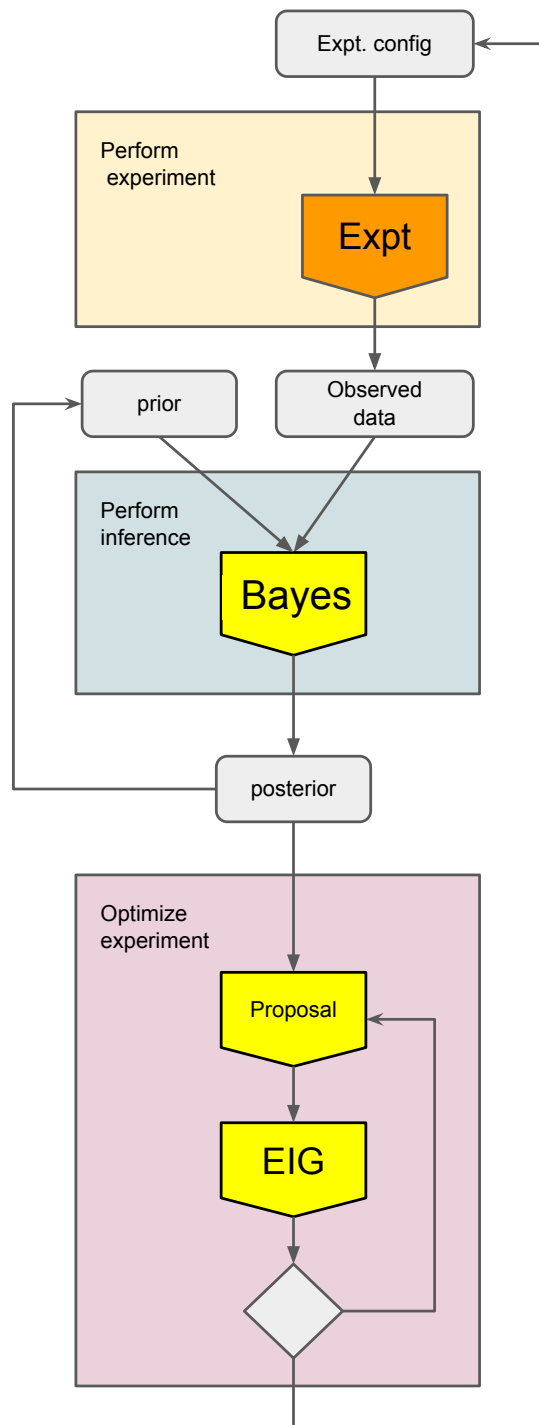 Expt. config
Perform
experiment
Expt
prior
Observed
data
Perform
inference
Bayes
posterior
Optimize
experiment
Proposal
EIG